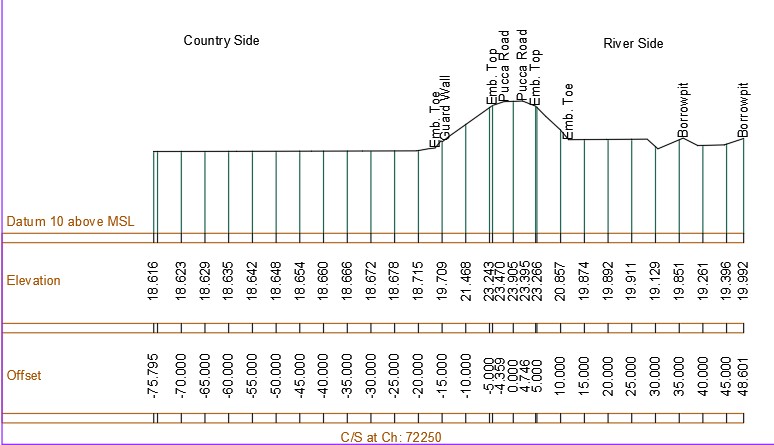 Country Side
River Side
Emb. Toe
Guard Wall
Emb. Top
Pucca Road
Pucca Road
Emb. Top
Emb. Toe
Borrowpit
Borrowpit
Datum 10 above MSL
Elevation 18.616 18.623 18.629 18.635 18.642 18.648 18.654 18.660 18.666 18.672 18.678 18.715 19.709 21.468 23.243 23.470 23.905 23.395 23.266 20.857 19.874 19.892 19.911 19.129 19.851 19.261 19.396 19.992
Offset -75.795 -70.000 -65.000 -60.000 -55.000 -50.000 -45.000 -40.000 -35.000 -30.000 -25.000 -20.000 -15.000 -10.000 -5.000 -4.359 0.000 4.746 5.000 10.000 15.000 20.000 25.000 30.000 35.000 40.000 45.000 48.601
C/S at Ch: 72250